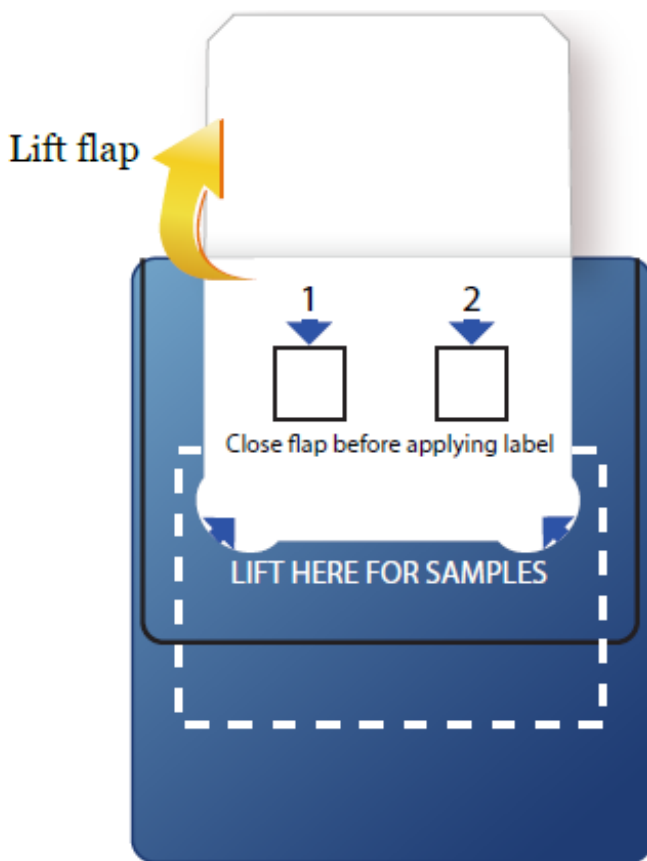 Lift flap
1 2
Close flap before applying label
LIFT HERE FOR SAMPLES